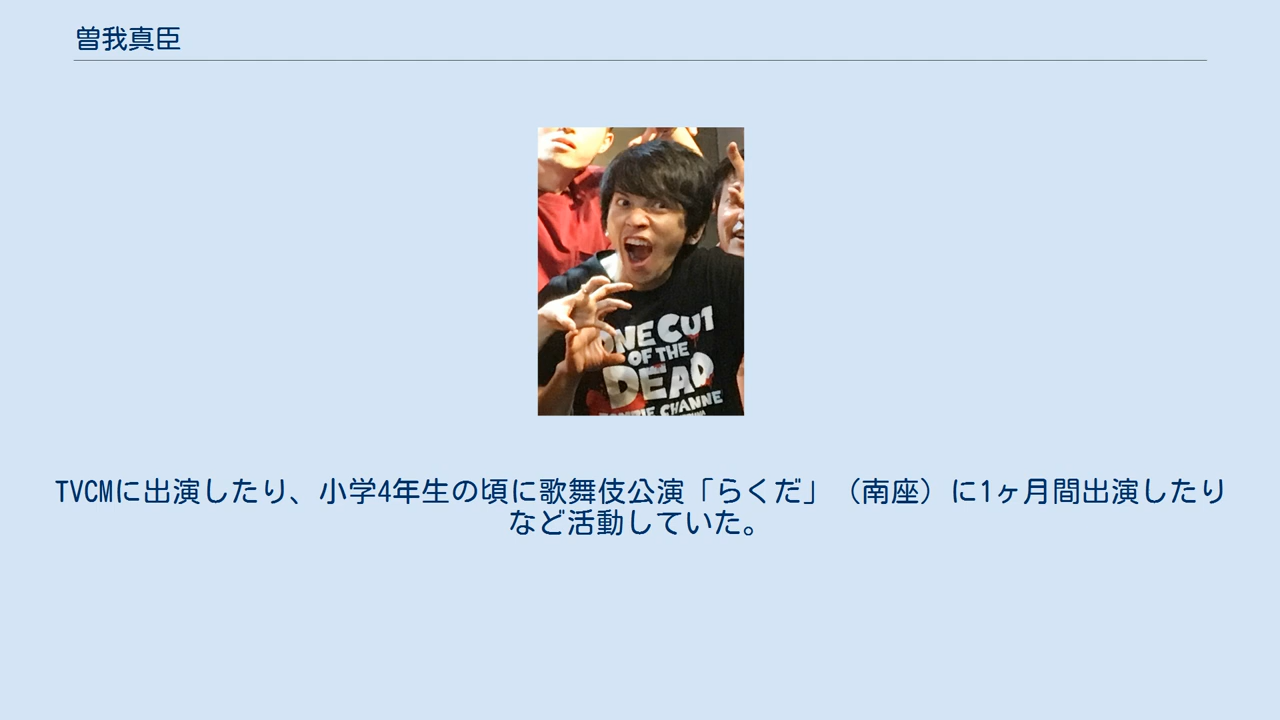 曽我真臣
ONE CUT
OF THE
DEAD
ZOMBIE CHANNE
TVCMに出演したり、小学4年生の頃に歌舞伎公演「らくだ」（南座）に1ヶ月間出演したり
など活動していた。